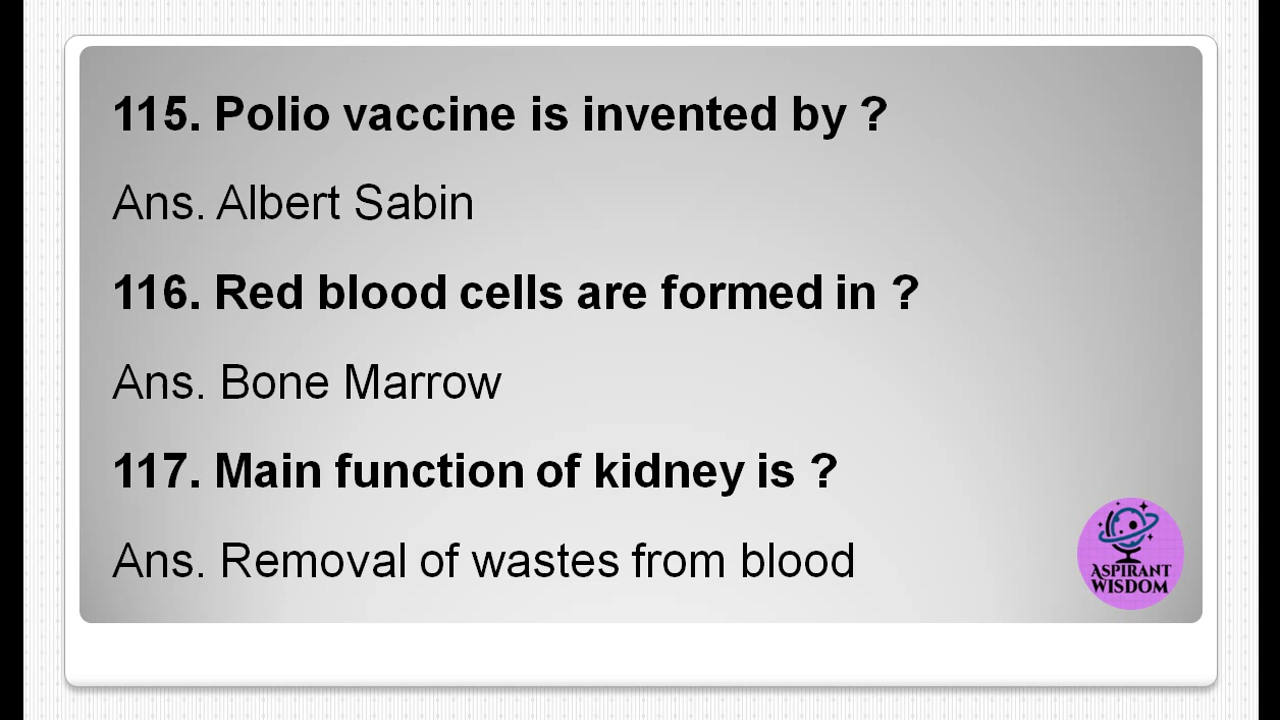 115. Polio vaccine is invented by ?
Ans. Albert Sabin
116. Red blood cells are formed in ?
Ans. Bone Marrow
117. Main function of kidney is ?
Ans. Removal of wastes from blood
ASPIRANT
WISDOM